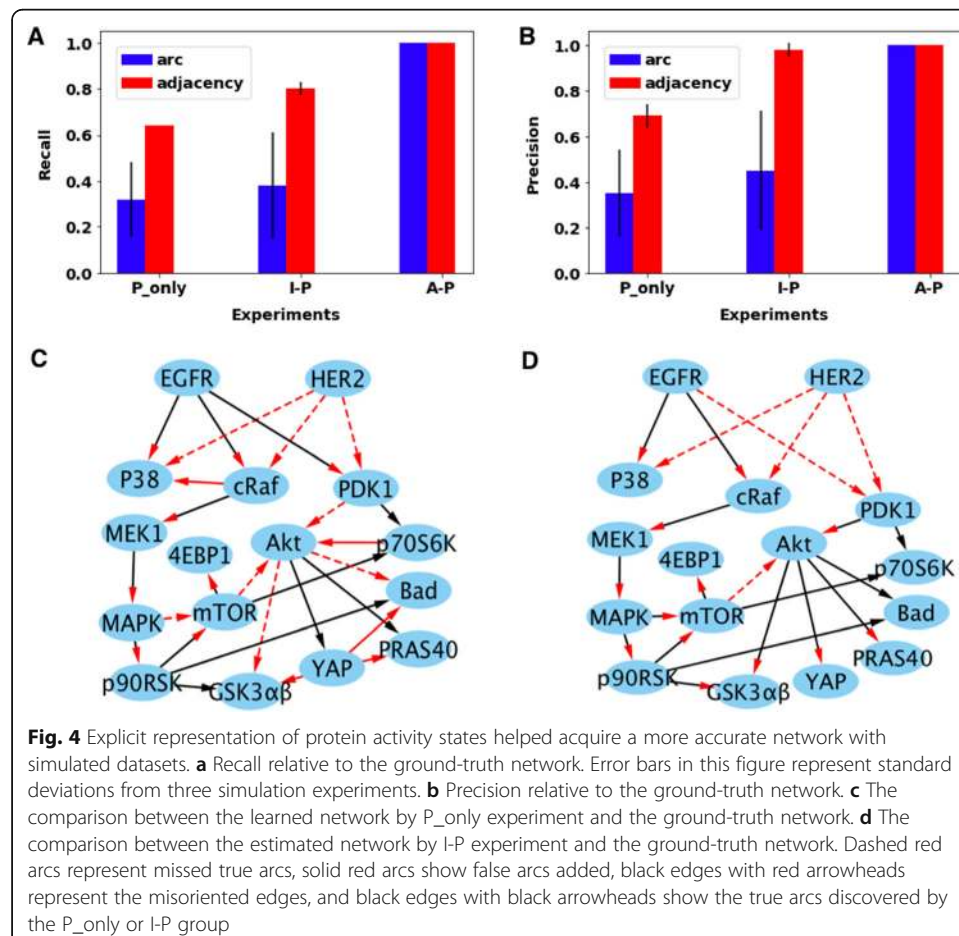 A
B
1.0
0.8
0.6
0.4
0.2
0.0
Recall
arc
adjacency
P_only
I-P
A-P
Experiments
1.0
0.8
0.6
0.4
0.2
0.0
Precision
arc
adjacency
P_only
I-P
A-P
Experiments
C
EGFR
HER2
P38
cRaf
PDK1
MEK1
4EBP1
Akt
p70S6K
Bad
MAPK
mTOR
PRAS40
p90RSK
GSK3αβ
YAP
D
EGFR
HER2
P38
cRaf
PDK1
MEK1
4EBP1
Akt
p70S6K
MAPK
mTOR
Bad
PRAS40
p90RSK
GSK3αβ
YAP
Fig. 4 Explicit representation of protein activity states helped acquire a more accurate network with
simulated datasets. a Recall relative to the ground-truth network. Error bars in this figure represent standard
deviations from three simulation experiments. b Precision relative to the ground-truth network. c The
comparison between the learned network by P_only experiment and the ground-truth network. d The
comparison between the estimated network by I-P experiment and the ground-truth network. Dashed red
arcs represent missed true arcs, solid red arcs show false arcs added, black edges with red arrowheads
represent the misoriented edges, and black edges with black arrowheads show the true arcs discovered by
the P_only or I-P group